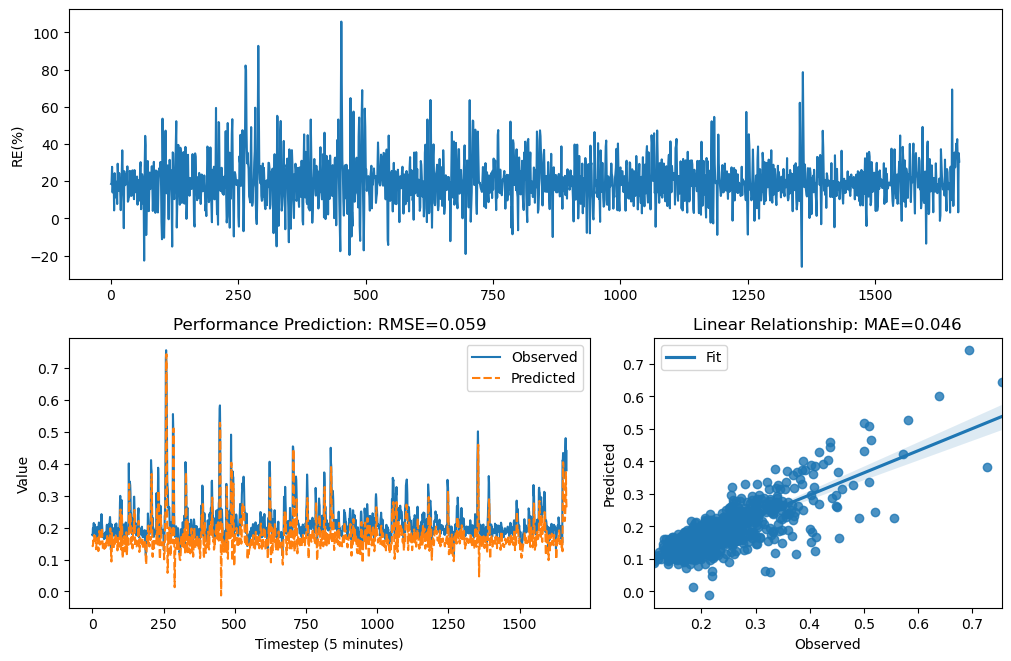 RE(%)
100
80
60
40
20
0
−20
0 250 500 750 1000 1250 1500
Performance Prediction: RMSE=0.059
Value
0.7
0.6
0.5
0.4
0.3
0.2
0.1
0.0
Observed
Predicted
0 250 500 750 1000 1250 1500
Timestep (5 minutes)
Linear Relationship: MAE=0.046
Predicted
0.7
0.6
0.5
0.4
0.3
0.2
0.1
0.0
Fit
0.2 0.3 0.4 0.5 0.6 0.7
Observed